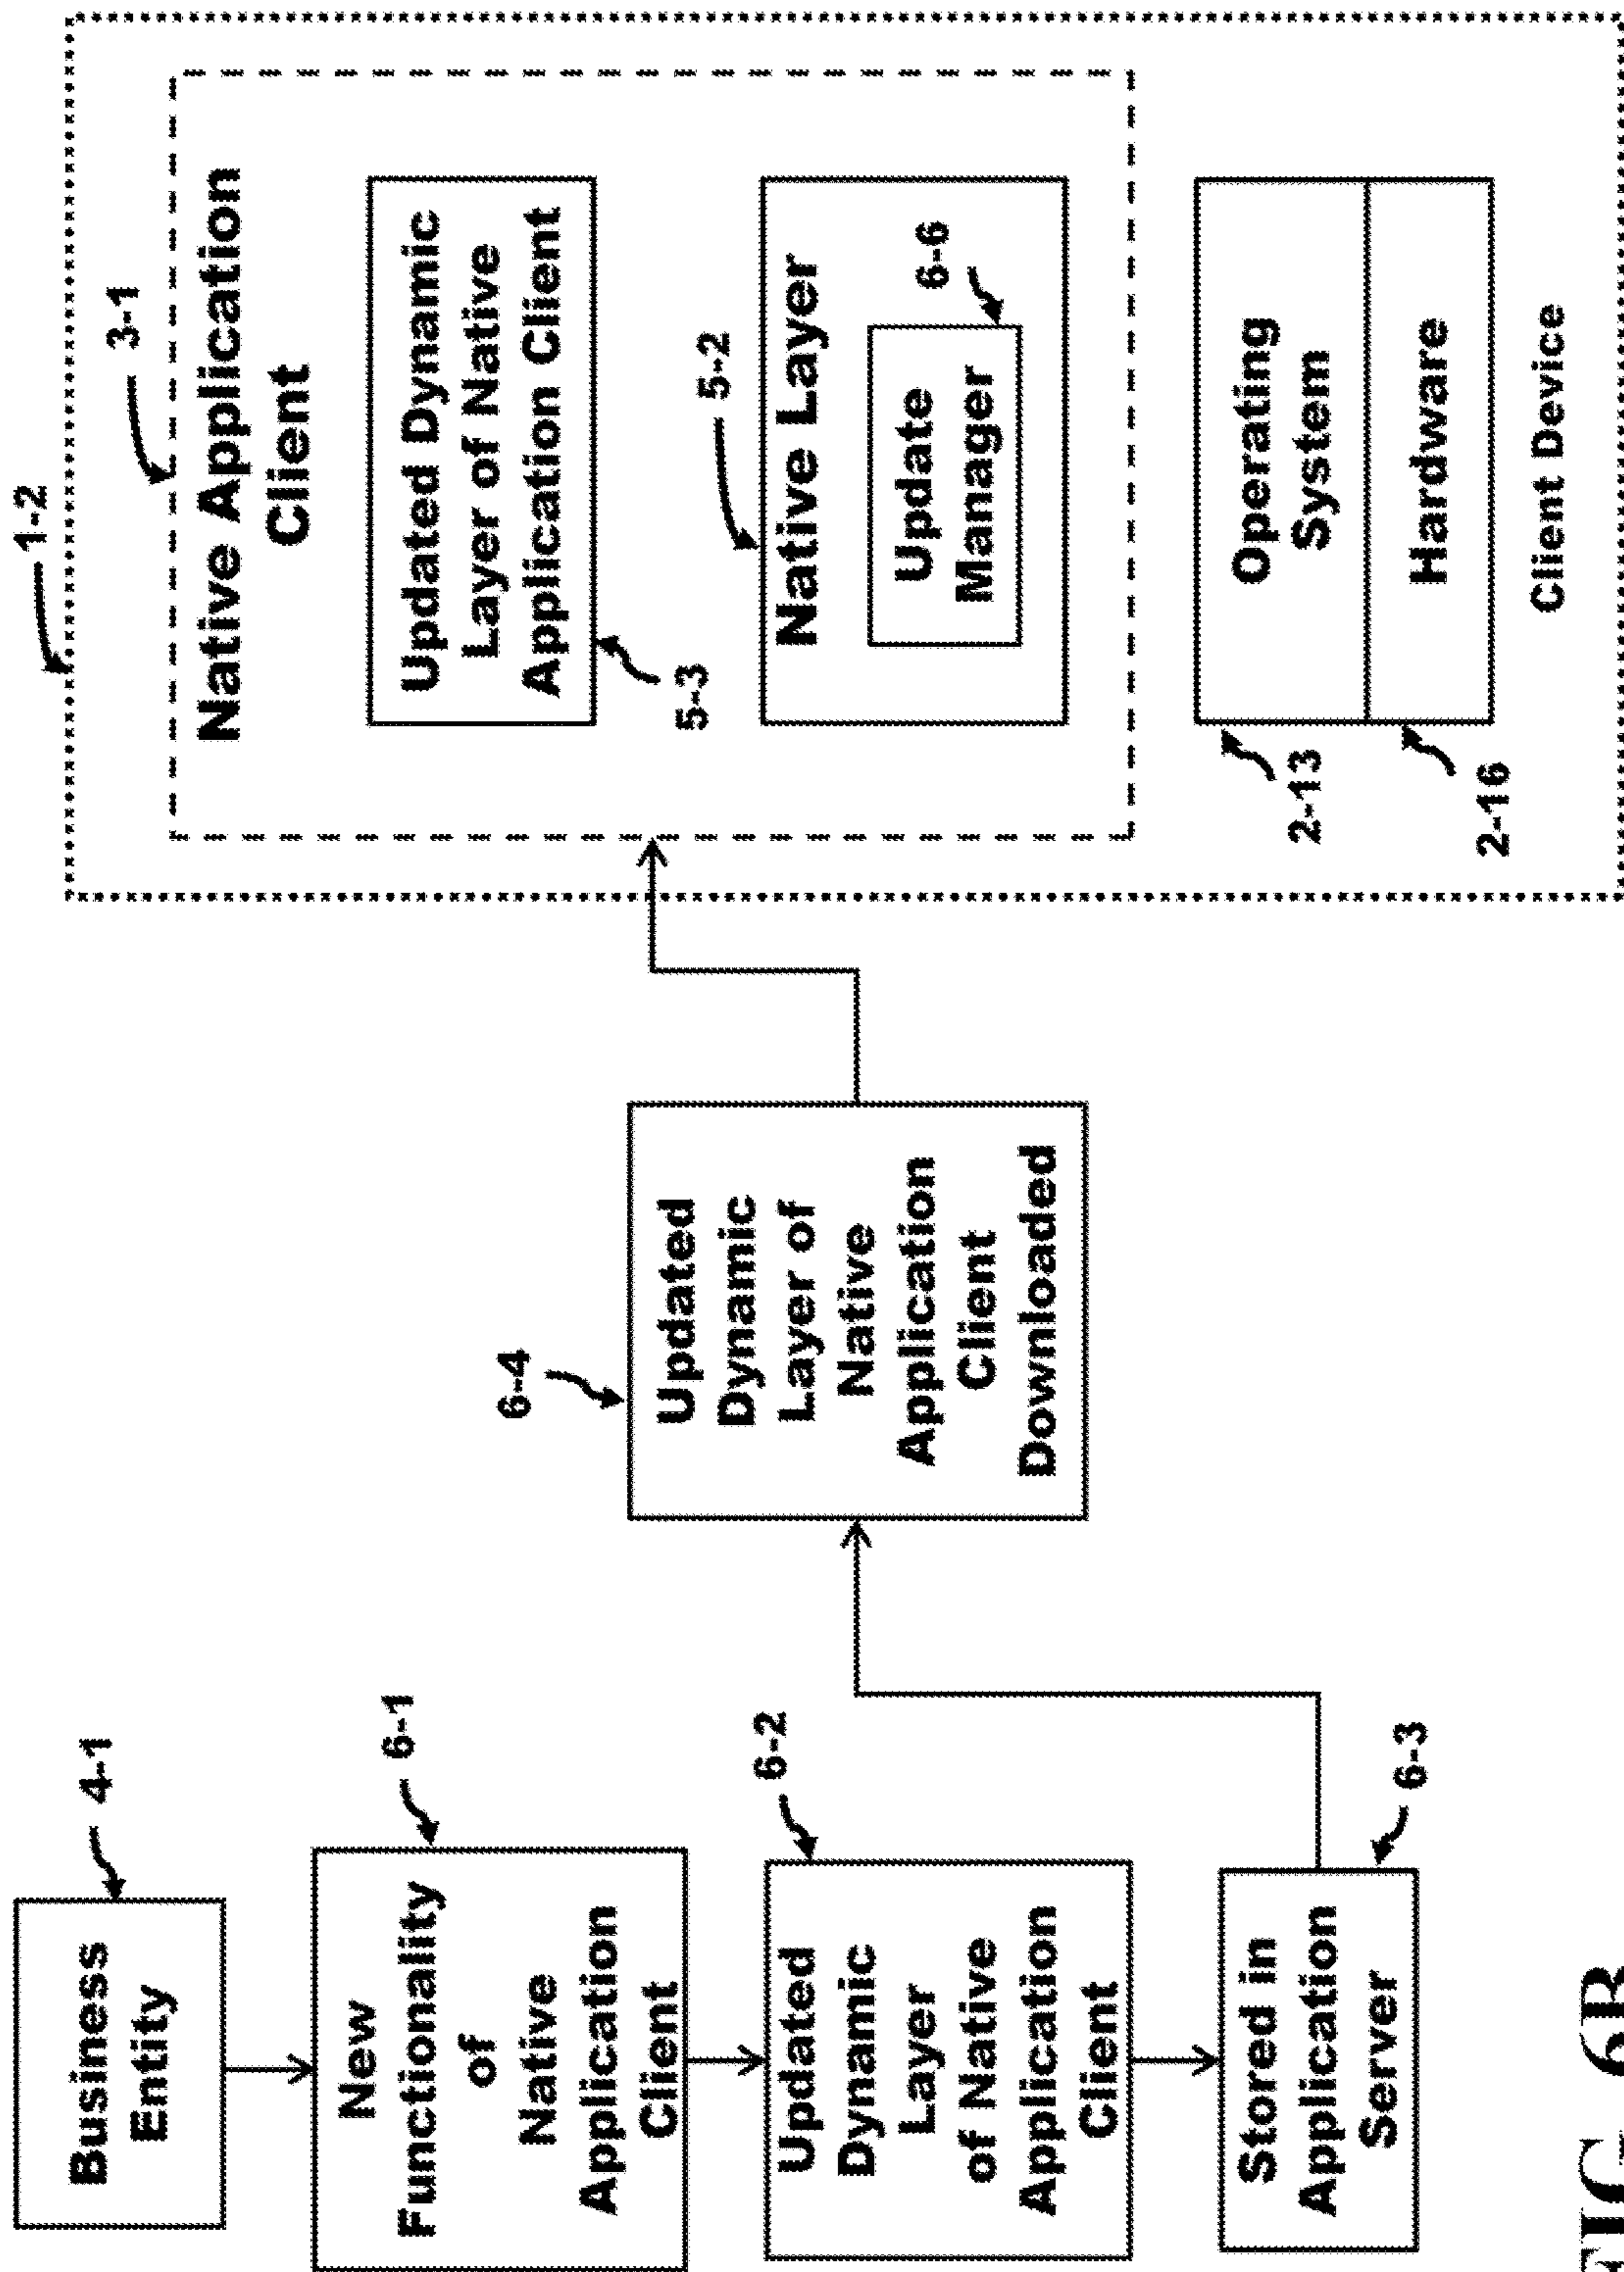 4-1
Business
Entity
6-1
New
Functionality
of
Native
Application
Client
6-2
Updated
Dynamic
Layer
of Native
Application
Client
6-3
Stored in
Application
Server
6-4
Updated
Dynamic
Layer of
Native
Application
Client
Downloaded
1-2
3-1
Native Application
Client
Updated Dynamic
Layer of Native
Application Client
5-3
5-2
Native Layer
6-6
Update
Manager
2-13
Operating
System
2-16
Hardware
Client Device
FIG. 6B